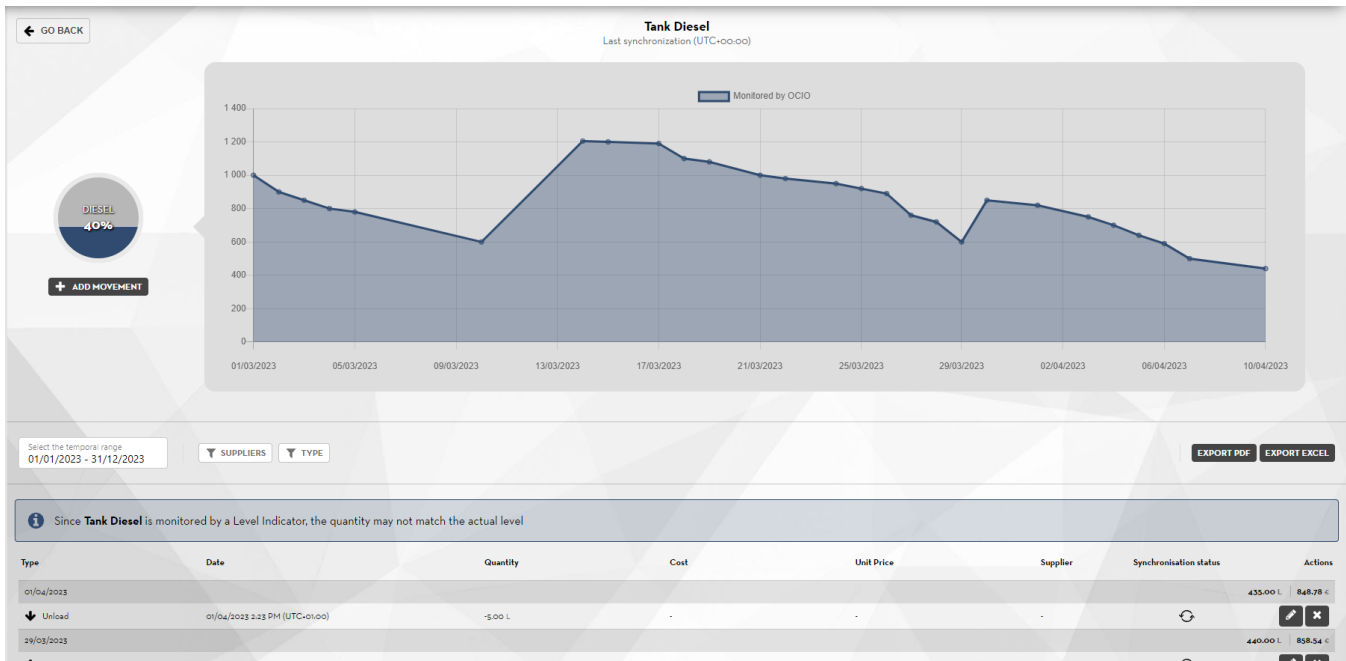 GO BACK
Tank Diesel
Last synchronization (UTC+00:00)
Monitored by OCIO
1 400
1 200
1 000
800
600
400
200
0
01/03/2023 05/03/2023 09/03/2023 13/03/2023 17/03/2023 21/03/2023 25/03/2023 29/03/2023 02/04/2023 06/04/2023 10/04/2023
DIESEL
40%
ADD MOVEMENT
Select the temporal range
01/01/2023 - 31/12/2023
SUPPLIERS TYPE EXPORT PDF EXPORT EXCEL
Since Tank Diesel is monitored by a Level Indicator, the quantity may not match the actual level
Type Date Quantity Cost Unit Price Supplier Synchronisation status Actions
01/04/2023 435.00 L 848.78 €
Unload 01/04/2023 2:23 PM (UTC+01:00) -5.00 L - - -
29/03/2023 440.00 L 858.54 €